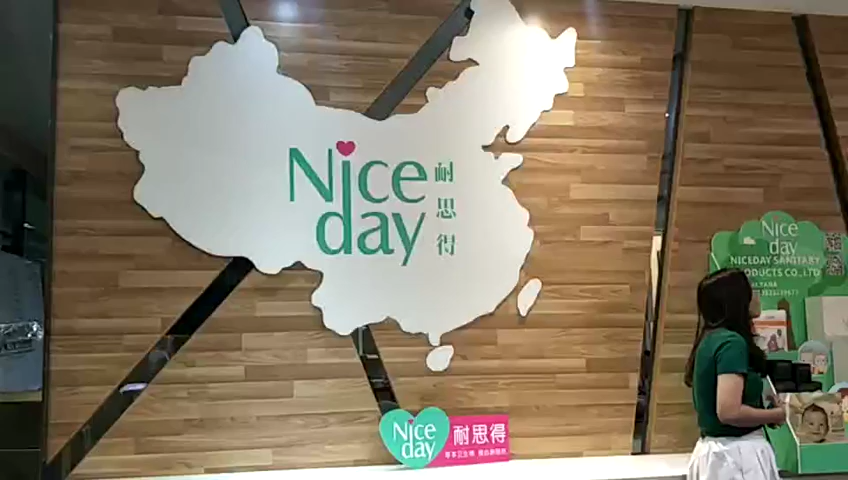 Nice
day
耐思得
Nice
day
耐思得
Nice
day
NICEDAY SANITARY
PRODUCTS CO.,LTD